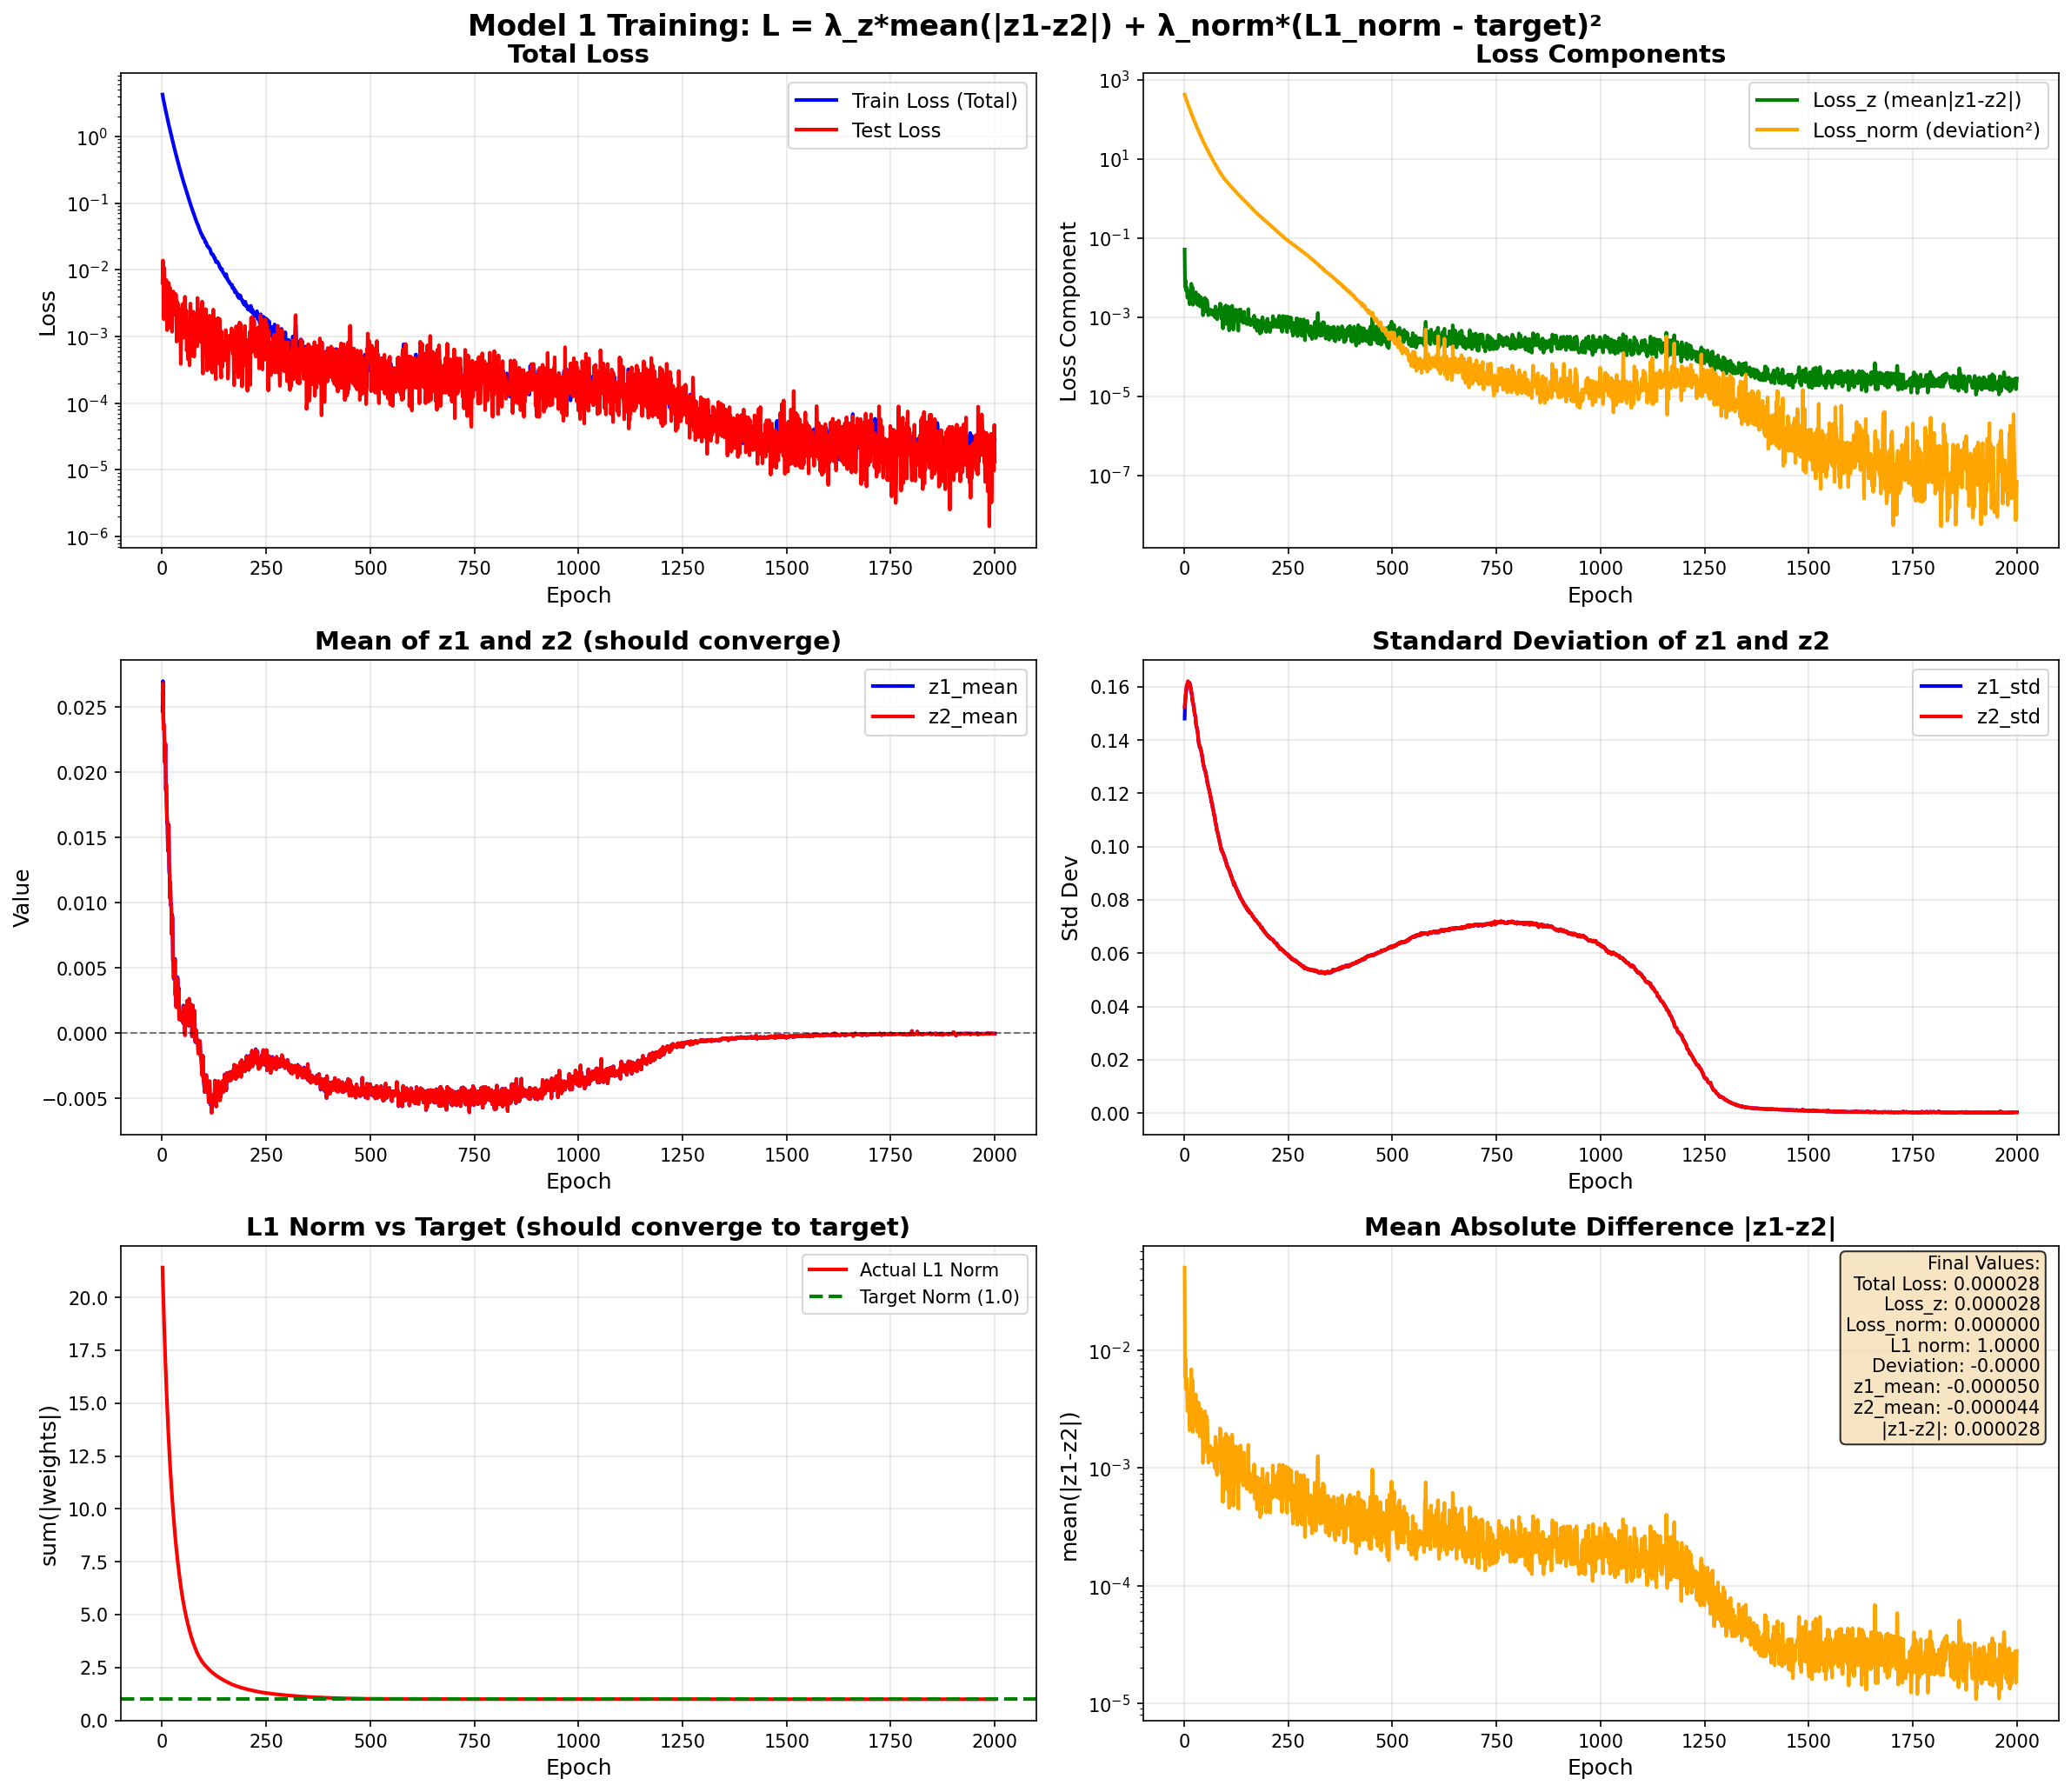 Model 1 Training: L = λ_z*mean(|z1-z2|) + λ_norm*(L1_norm - target)²
Total Loss
Loss
10⁰
10⁻¹
10⁻²
10⁻³
10⁻⁴
10⁻⁵
10⁻⁶
Train Loss (Total)
Test Loss
0 250 500 750 1000 1250 1500 1750 2000
Epoch
Loss Components
Loss Component
10³
10¹
10⁻¹
10⁻³
10⁻⁵
10⁻⁷
Loss_z (mean|z1-z2|)
Loss_norm (deviation²)
0 250 500 750 1000 1250 1500 1750 2000
Epoch
Mean of z1 and z2 (should converge)
Value
0.025
0.020
0.015
0.010
0.005
0.000
−0.005
z1_mean
z2_mean
0 250 500 750 1000 1250 1500 1750 2000
Epoch
Standard Deviation of z1 and z2
Std Dev
0.16
0.14
0.12
0.10
0.08
0.06
0.04
0.02
0.00
z1_std
z2_std
0 250 500 750 1000 1250 1500 1750 2000
Epoch
L1 Norm vs Target (should converge to target)
sum(|weights|)
20.0
17.5
15.0
12.5
10.0
7.5
5.0
2.5
0.0
Actual L1 Norm
Target Norm (1.0)
0 250 500 750 1000 1250 1500 1750 2000
Epoch
Mean Absolute Difference |z1-z2|
mean(|z1-z2|)
10⁻²
10⁻³
10⁻⁴
10⁻⁵
Final Values:
Total Loss: 0.000028
Loss_z: 0.000028
Loss_norm: 0.000000
L1 norm: 1.0000
Deviation: -0.0000
z1_mean: -0.000050
z2_mean: -0.000044
|z1-z2|: 0.000028
0 250 500 750 1000 1250 1500 1750 2000
Epoch